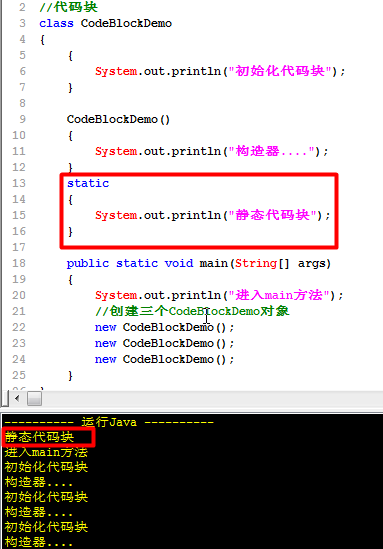 2 //代码块
3 class CodeBlockDemo
4 {
5 {
6 System.out.println("初始化代码块");
7 }
8
9 CodeBlockDemo()
10 {
11 System.out.println("构造器....");
12 }
13 static
14 {
15 System.out.println("静态代码块");
16 }
17
18 public static void main(String[] args)
19 {
20 System.out.println("进入main方法");
21 //创建三个CodeBlockDemo对象
22 new CodeBlockDemo();
23 new CodeBlockDemo();
24 new CodeBlockDemo();
25 }
---------- 运行Java ----------
静态代码块
进入main方法
初始化代码块
构造器....
初始化代码块
构造器....
初始化代码块
构造器....